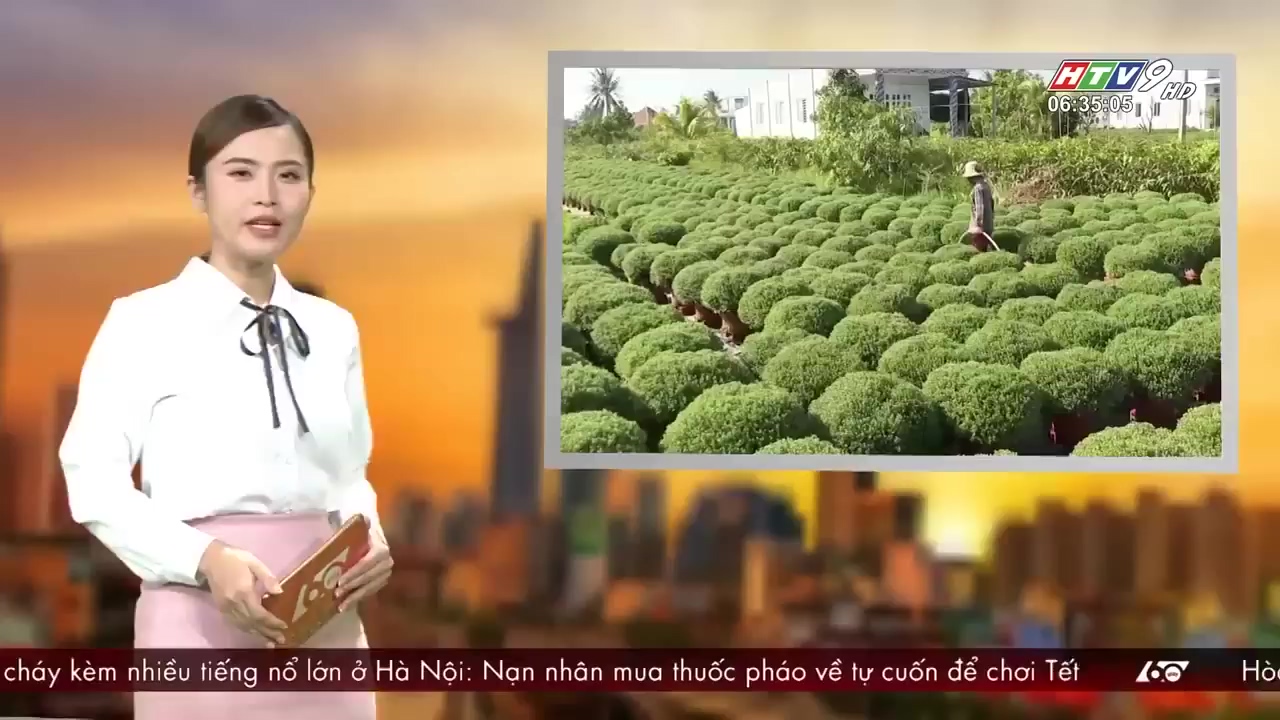 HTV9 HD
06:35:05
cháy kèm nhiều tiếng nổ lớn ở Hà Nội: Nạn nhân mua thuốc pháo về tự cuốn để chơi Tết 60 Hò